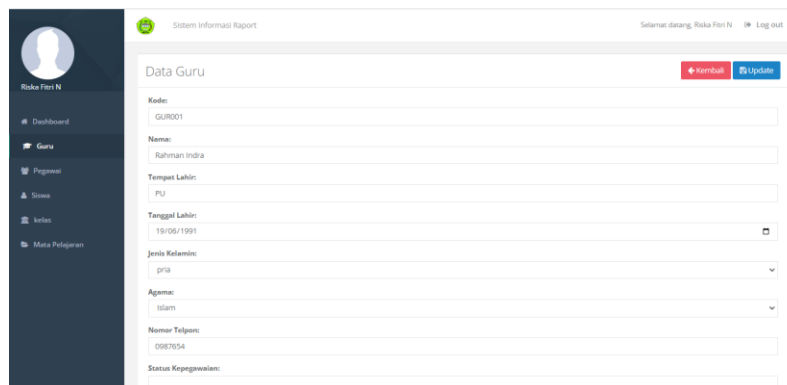 Sistem Informasi Raport
Selamat datang, Riska Fitri N Log out
Riska Fitri N
Dashboard
Guru
Pegawai
Siswa
kelas
Mata Pelajaran
Data Guru
Kembali
Update
Kode:
GUR001
Nama:
Rahman Indra
Tempat Lahir:
PU
Tanggal Lahir:
19/06/1991
Jenis Kelamin:
pria
Agama:
Islam
Nomor Telpon:
0987654
Status Kepegawaian: